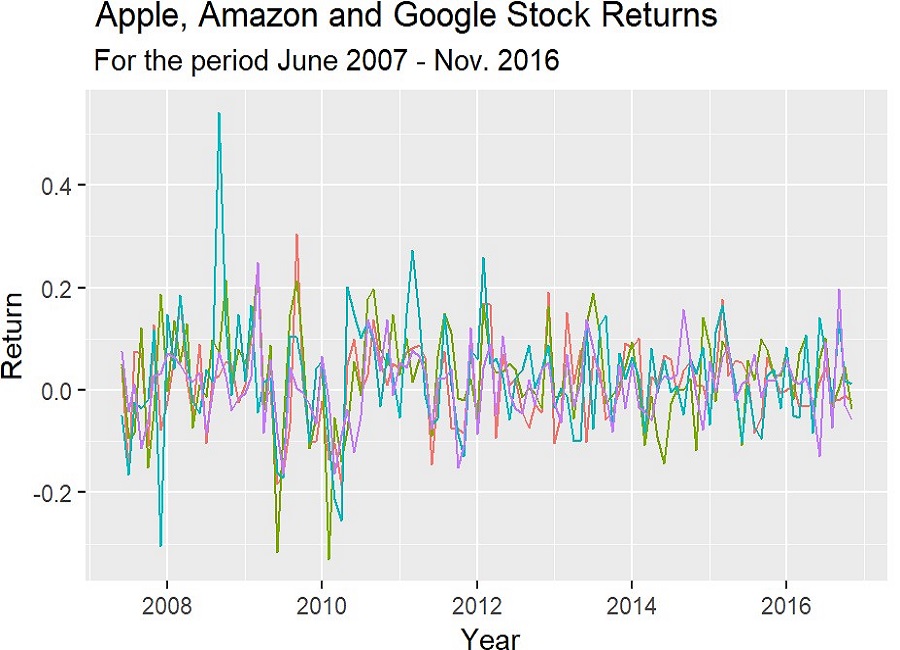 Apple, Amazon and Google Stock Returns
For the period June 2007 - Nov. 2016
Return
0.4
0.2
0.0
-0.2
2008 2010 2012 2014 2016
Year